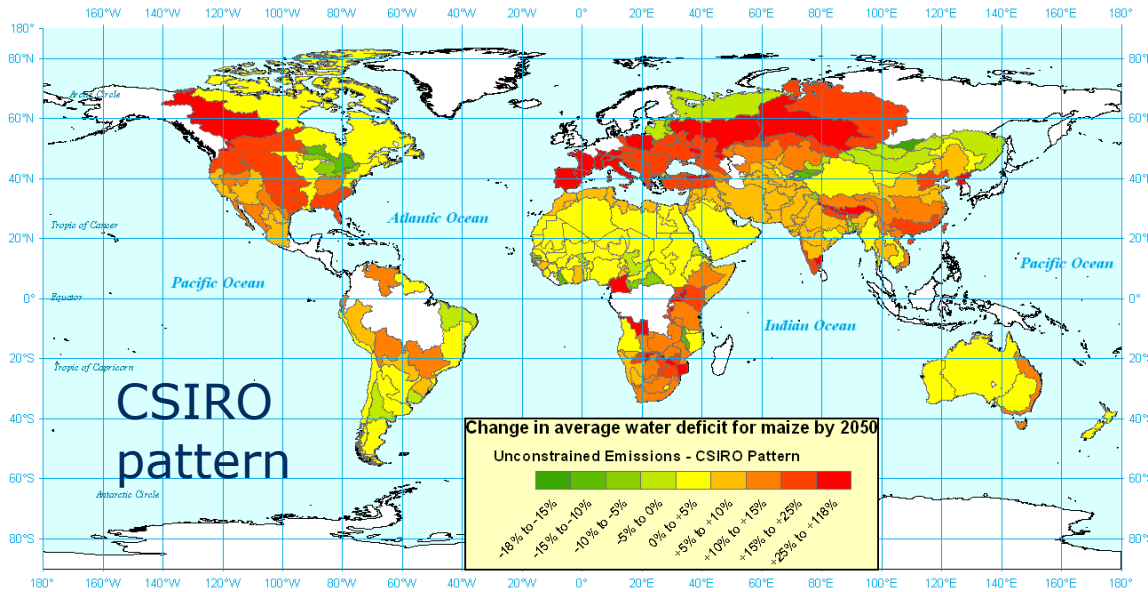 180° 160°W 140°W 120°W 100°W 80°W 60°W 40°W 20°W 0° 20°E 40°E 60°E 80°E 100°E 120°E 140°E 160°E 180°
180°
80°N 80°N
Arctic Circle
60°N 60°N
40°N 40°N
Atlantic Ocean
Tropic of Cancer
20°N 20°N
Pacific Ocean
Pacific Ocean
Equator
0° 0°
Indian Ocean
20°S 20°S
Tropic of Capricorn
CSIRO
pattern
40°S 40°S
Change in average water deficit for maize by 2050
Unconstrained Emissions - CSIRO Pattern
-18% to -15%
-15% to -10%
-10% to -5%
-5% to 0%
0% to +5%
+5% to +10%
+10% to +15%
+15% to +25%
+25% to +118%
60°S 60°S
Antarctic Circle
80°S 80°S
180° 160°W 140°W 120°W 100°W 80°W 60°W 40°W 20°W 0° 20°E 40°E 60°E 80°E 100°E 120°E 140°E 160°E 180°